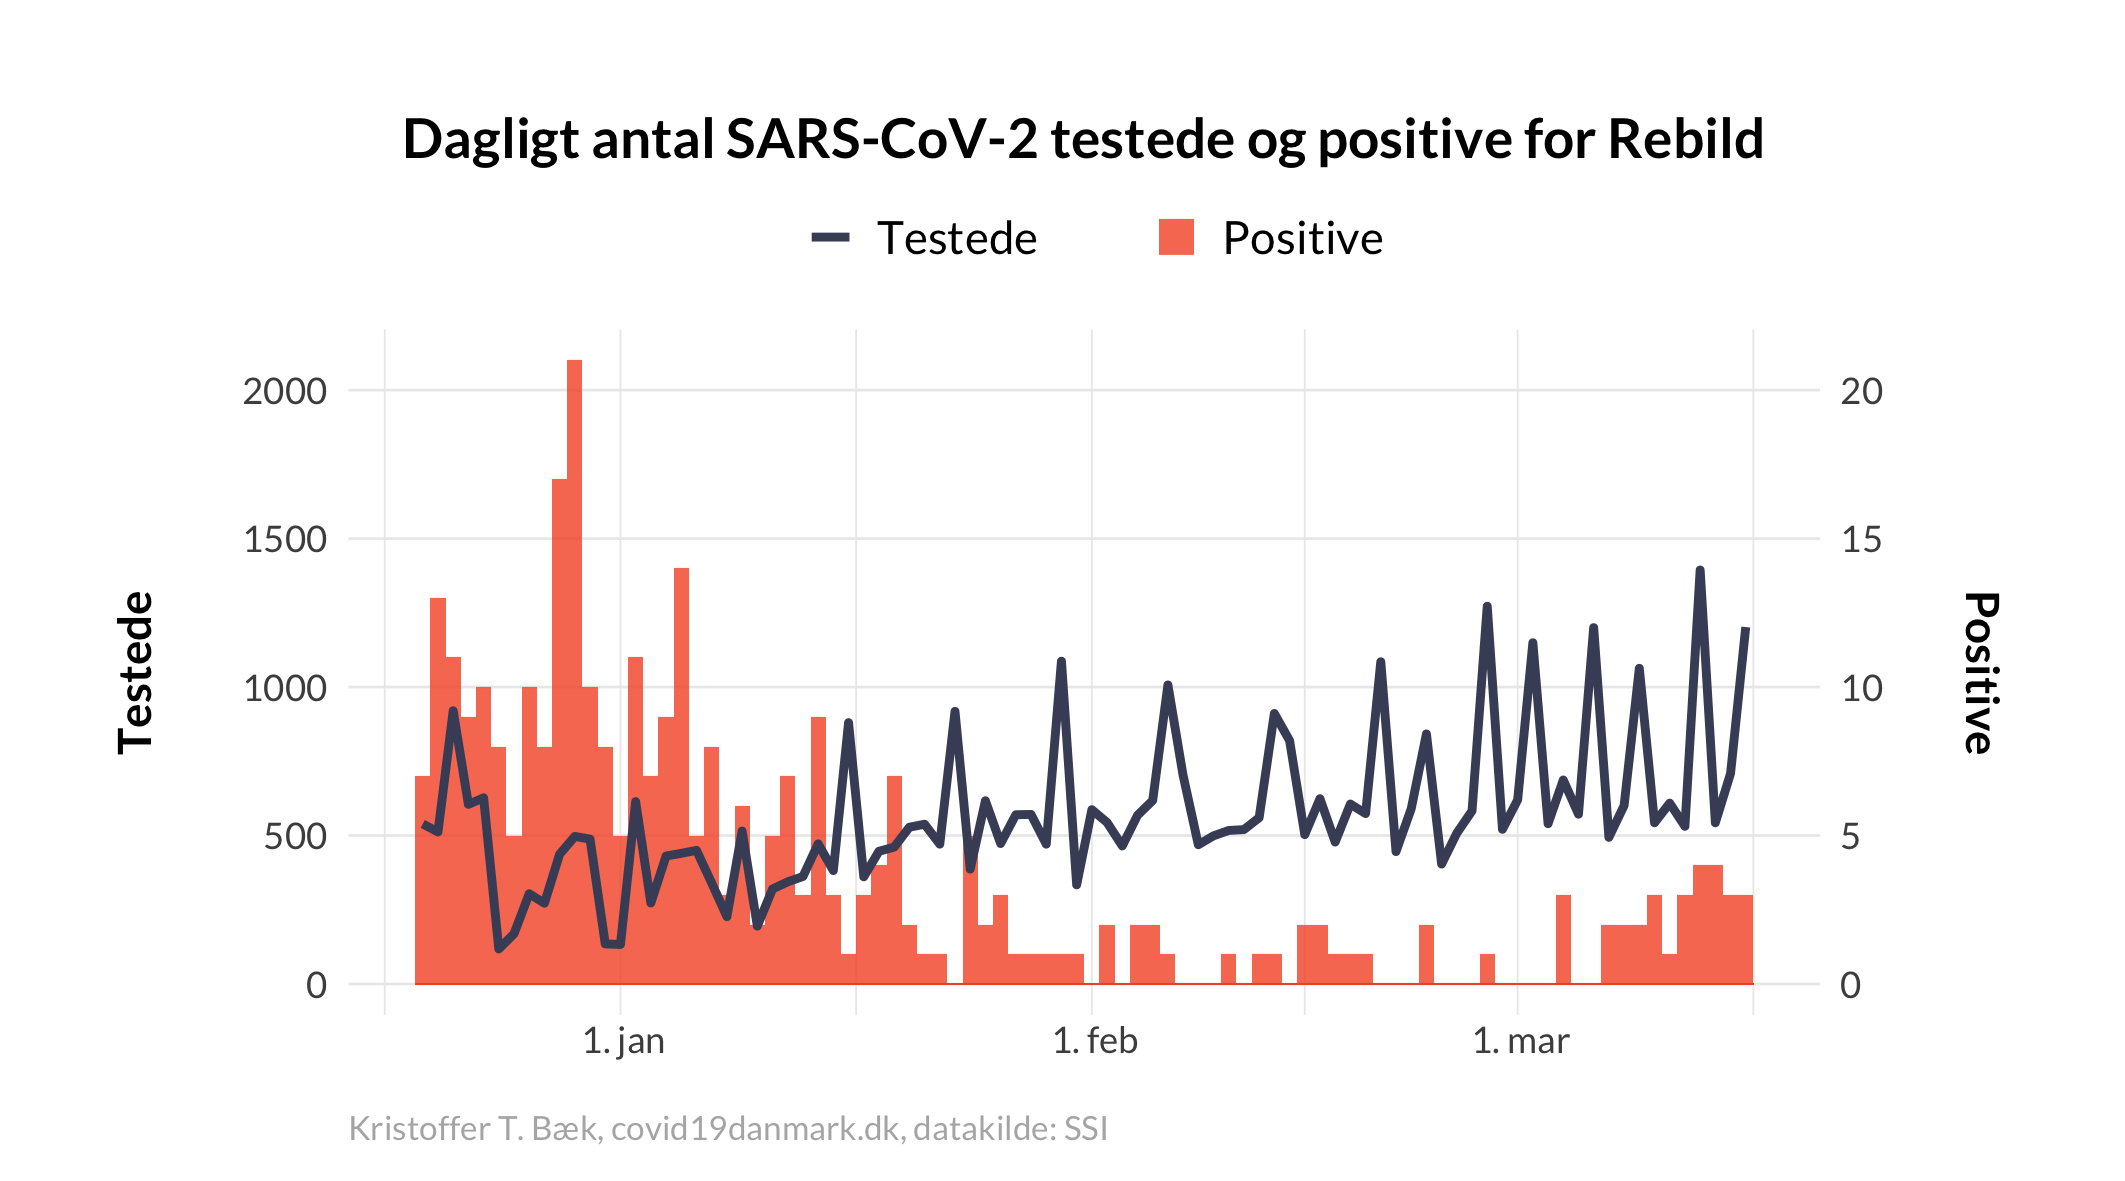 Dagligt antal SARS-CoV-2 testede og positive for Rebild
Testede
Positive
2000
1500
1000
500
0
Testede
20
15
10
5
0
Positive
1. jan
1. feb
1. mar
Kristoffer T. Bæk, covid19danmark.dk, datakilde: SSI